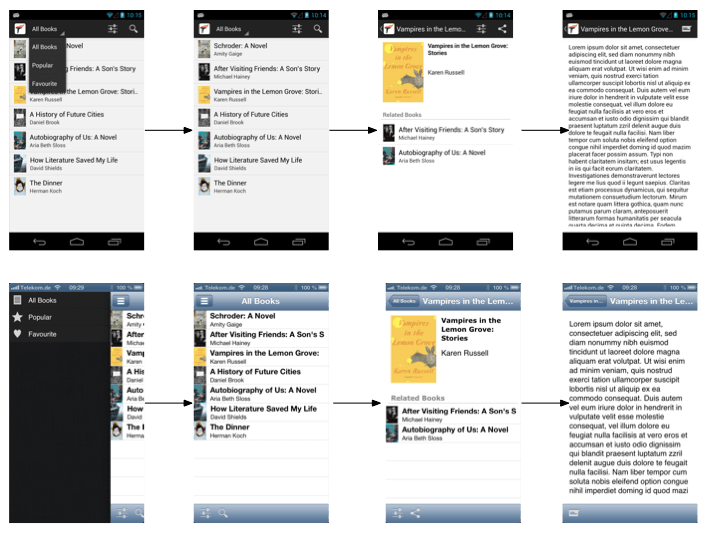 10:15
All Books
All Books
Popular
Favourite
Novel
Friends: A Son's Story
Vampires in the Lemon Grove: Stori..
Karen Russell
A History of Future Cities
Daniel Brook
Autobiography of Us: A Novel
Aria Beth Sloss
How Literature Saved My Life
David Shields
The Dinner
Herman Koch
10:14
All Books
Schroder: A Novel
Amity Gaige
After Visiting Friends: A Son's Story
Michael Hainey
Vampires in the Lemon Grove: Stori..
Karen Russell
A History of Future Cities
Daniel Brook
Autobiography of Us: A Novel
Aria Beth Sloss
How Literature Saved My Life
David Shields
The Dinner
Herman Koch
10:14
Vampires in the Lemo...
Vampires in the Lemon Grove:
Stories
Karen Russell
Related Books
After Visiting Friends: A Son's Story
Michael Hainey
Autobiography of Us: A Novel
Aria Beth Sloss
10:15
Vampires in the Lemon Grove...
Lorem ipsum dolor sit amet, consectetuer
adipiscing elit, sed diam nonummy nibh
euismod tincidunt ut laoreet dolore magna
aliquam erat volutpat. Ut wisi enim ad minim
veniam, quis nostrud exerci tation
ullamcorper suscipit lobortis nisl ut aliquip ex
ea commodo consequat. Duis autem vel eum
iriure dolor in hendrerit in vulputate velit esse
molestie consequat, vel illum dolore eu
feugiat nulla facilisis at vero eros et
accumsan et iusto odio dignissim qui blandit
praesent luptatum zzril delenit augue duis
dolore te feugait nulla facilisi. Nam liber
tempor cum soluta nobis eleifend option
congue nihil imperdiet doming id quod mazim
placerat facer possim assum. Typi non
habent claritatem insitam; est usus legentis
in iis qui facit eorum claritatem.
Investigationes demonstraverunt lectores
legere me lius quod ii legunt saepius. Claritas
est etiam processus dynamicus, qui sequitur
mutationem consuetudium lectorum. Mirum
est notare quam littera gothica, quam nunc
putamus parum claram, anteposuerit
litterarum formas humanitatis per seacula
quarta decima et quinta decima. Eodem
Telekom.de 09:29 100 %
All Books
Popular
Favourite
Schro
Amity
After
Michael
Vamp
Karen
A His
Daniel
Autob
Aria Be
How
David
The
Herma
Telekom.de 09:28 100 %
All Books
Schroder: A Novel
Amity Gaige
After Visiting Friends: A Son's S
Michael Hainey
Vampires in the Lemon Grove:
Karen Russell
A History of Future Cities
Daniel Brook
Autobiography of Us: A Novel
Aria Beth Sloss
How Literature Saved My Life
David Shields
The Dinner
Herman Koch
Telekom.de 09:28 100 %
All Books
Vampires in the Lem...
Vampires in the
Lemon Grove:
Stories
Karen Russell
Related Books
After Visiting Friends: A Son's S
Michael Hainey
Autobiography of Us: A Novel
Aria Beth Sloss
Telekom.de 09:28 100 %
Vampires in...
Vampires in the Le...
Lorem ipsum dolor sit amet,
consectetuer adipiscing elit, sed
diam nonummy nibh euismod
tincidunt ut laoreet dolore magna
aliquam erat volutpat. Ut wisi enim
ad minim veniam, quis nostrud
exerci tation ullamcorper suscipit
lobortis nisl ut aliquip ex ea
commodo consequat. Duis autem
vel eum iriure dolor in hendrerit in
vulputate velit esse molestie
consequat, vel illum dolore eu
feugiat nulla facilisis at vero eros et
accumsan et iusto odio dignissim
qui blandit praesent luptatum zzril
delenit augue duis dolore te feugait
nulla facilisi. Nam liber tempor cum
soluta nobis eleifend option congue
nihil imperdiet doming id quod mazi